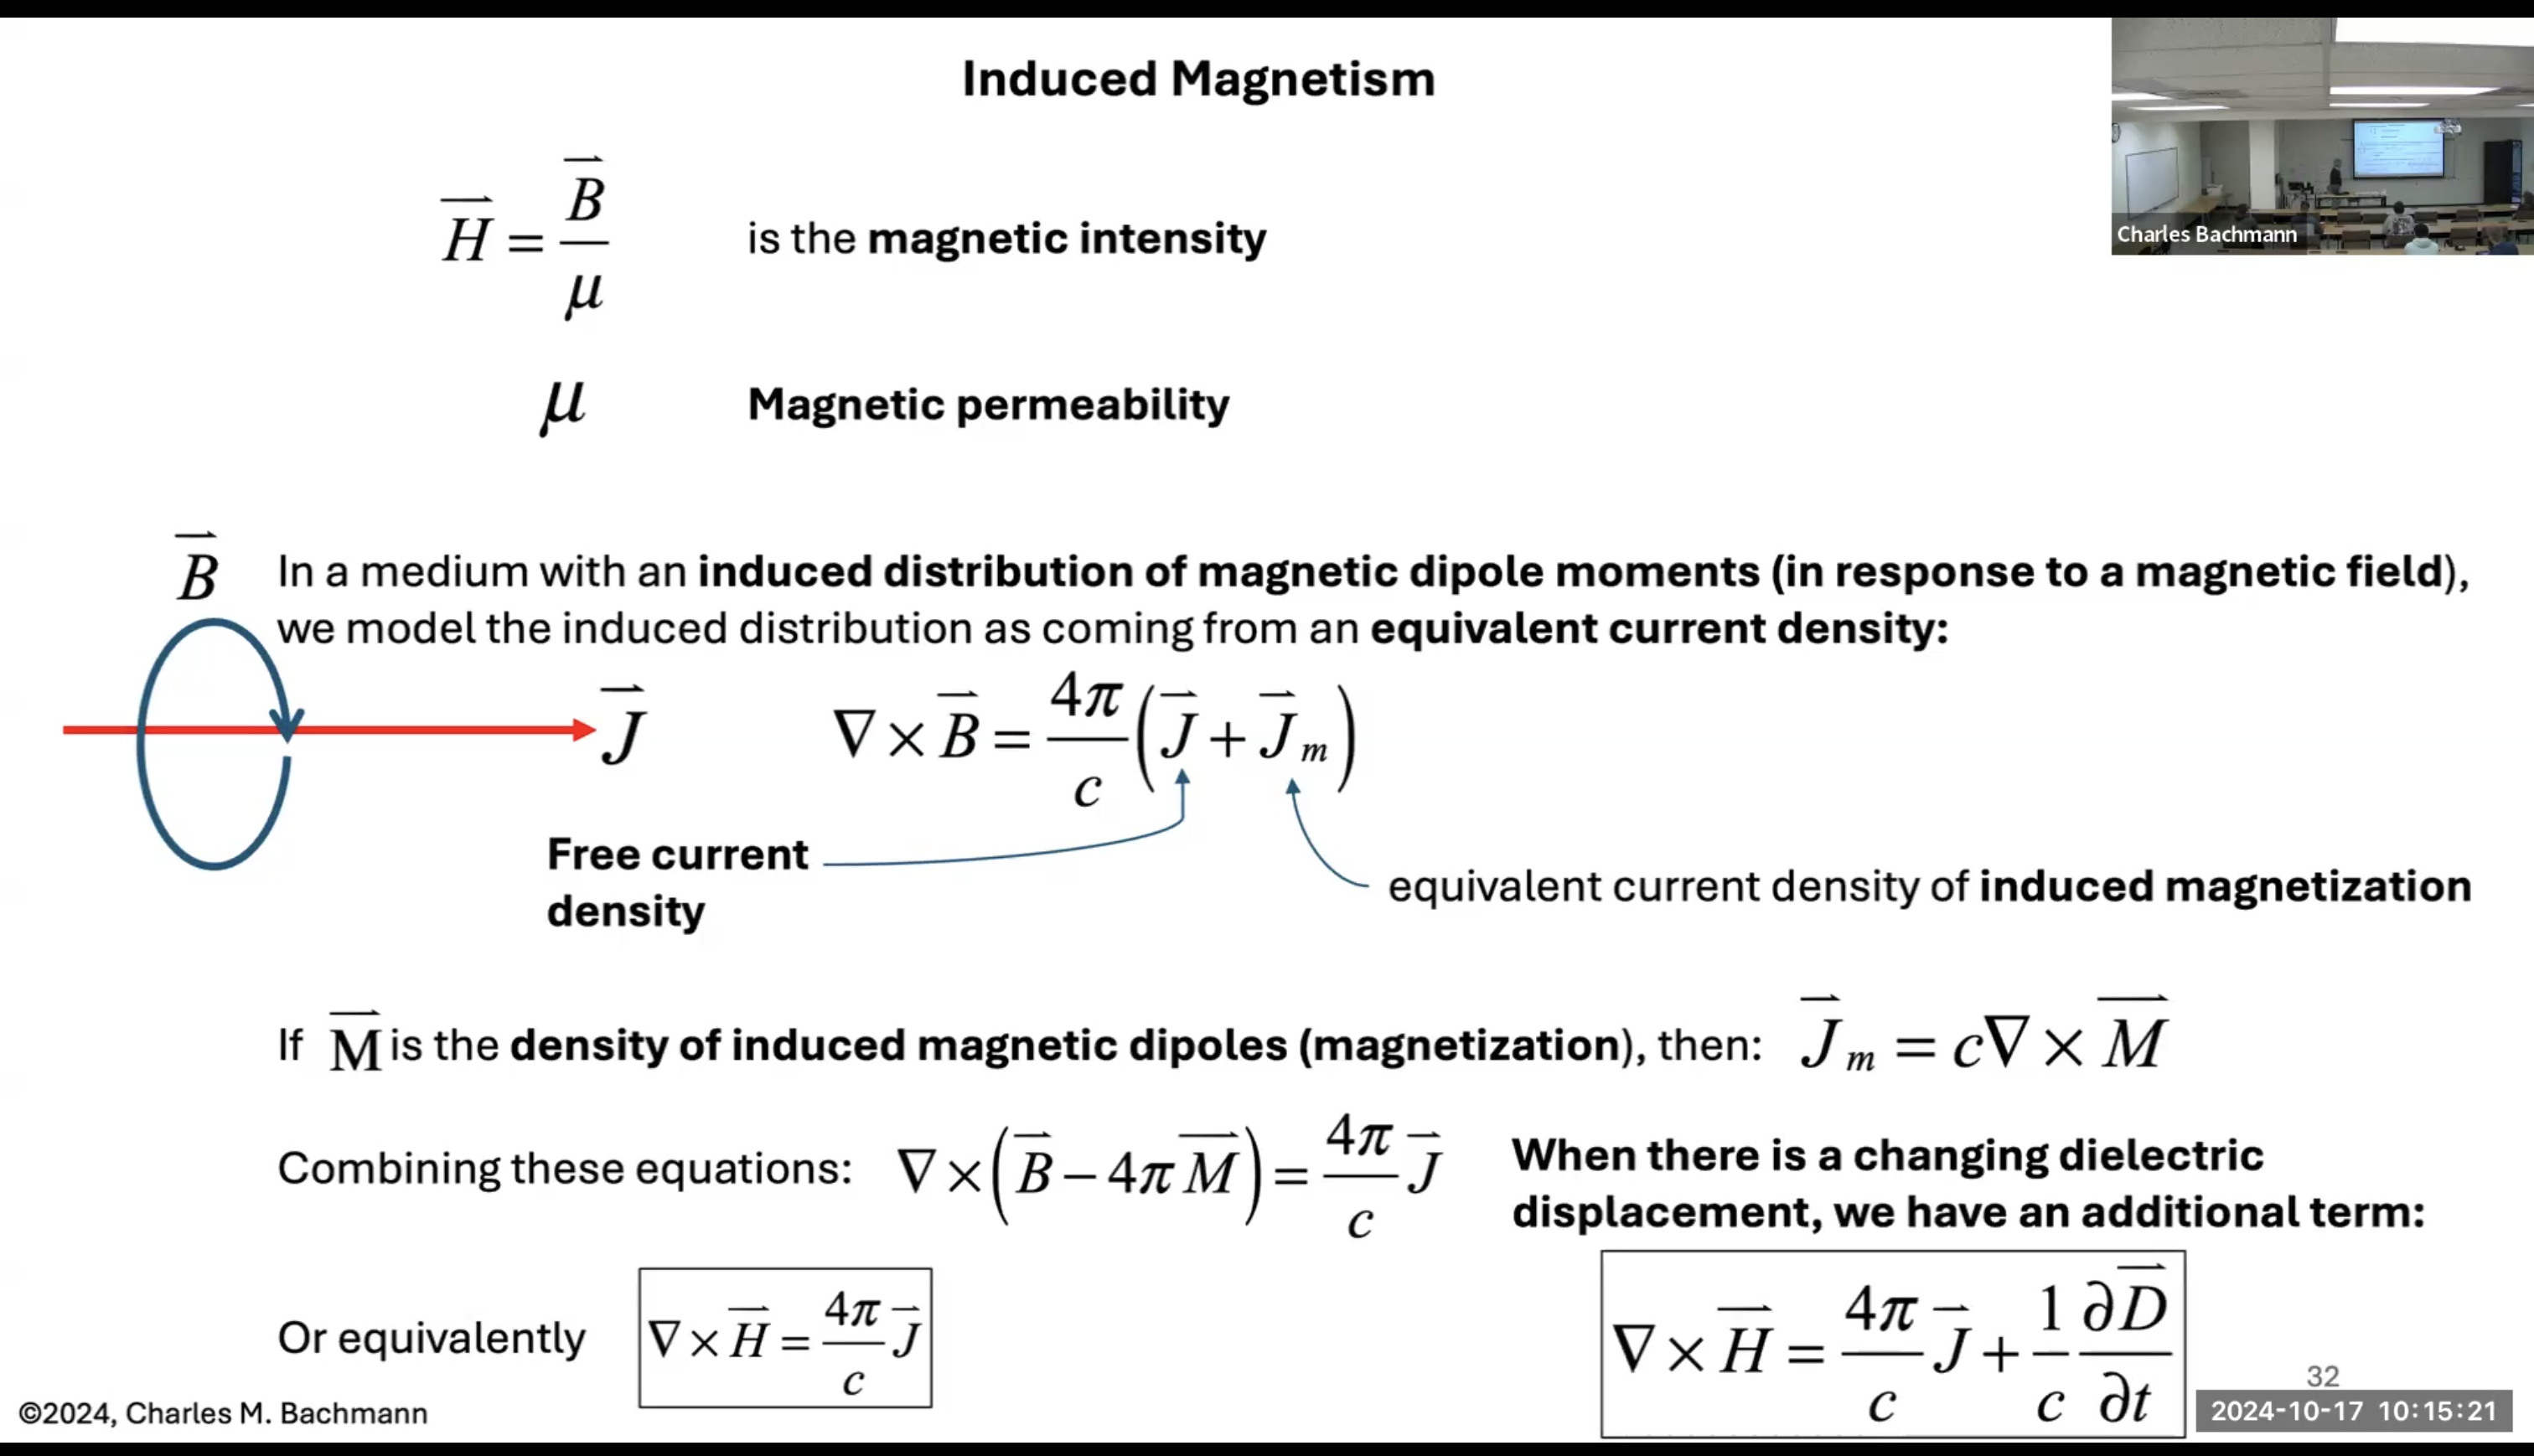 Induced Magnetism
Charles Bachmann
$\vec{H} = \frac{\vec{B}}{\mu}$ is the magnetic intensity
$\mu$ Magnetic permeability
$\vec{B}$
In a medium with an induced distribution of magnetic dipole moments (in response to a magnetic field),
we model the induced distribution as coming from an equivalent current density:
$\vec{J}$
$\nabla \times \vec{B} = \frac{4\pi}{c}\left(\vec{J} + \vec{J}_m\right)$
Free current
density
equivalent current density of induced magnetization
If $\vec{M}$ is the density of induced magnetic dipoles (magnetization), then: $\vec{J}_m = c\nabla \times \vec{M}$
Combining these equations: $\nabla \times \left(\vec{B} - 4\pi\vec{M}\right) = \frac{4\pi}{c}\vec{J}$
Or equivalently $\nabla \times \vec{H} = \frac{4\pi}{c}\vec{J}$
When there is a changing dielectric
displacement, we have an additional term:
$\nabla \times \vec{H} = \frac{4\pi}{c}\vec{J} + \frac{1}{c}\frac{\partial \vec{D}}{\partial t}$
32
©2024, Charles M. Bachmann
2024-10-17 10:15:21